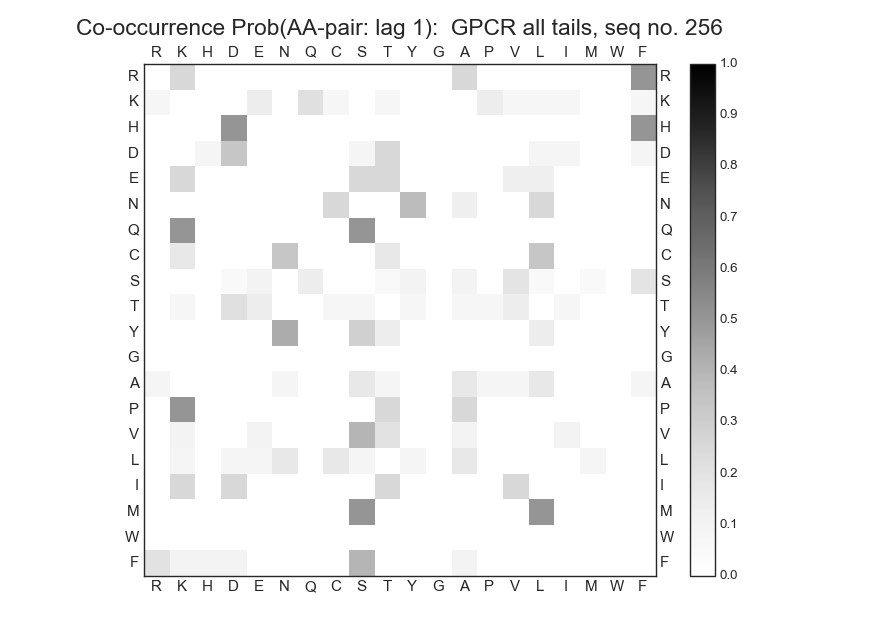 Co-occurrence Prob(AA-pair: lag 1):  GPCR all tails, seq no. 256
R K H D E N Q C S T Y G A P V L I M W F
R R 1.0
K K 0.9
H H
D D 0.8
E E
N N 0.7
Q Q
C C 0.6
S S
T T 0.5
Y Y
G G 0.4
A A
P P 0.3
V V
L L 0.2
I I
M M 0.1
W W
F F 0.0
R K H D E N Q C S T Y G A P V L I M W F